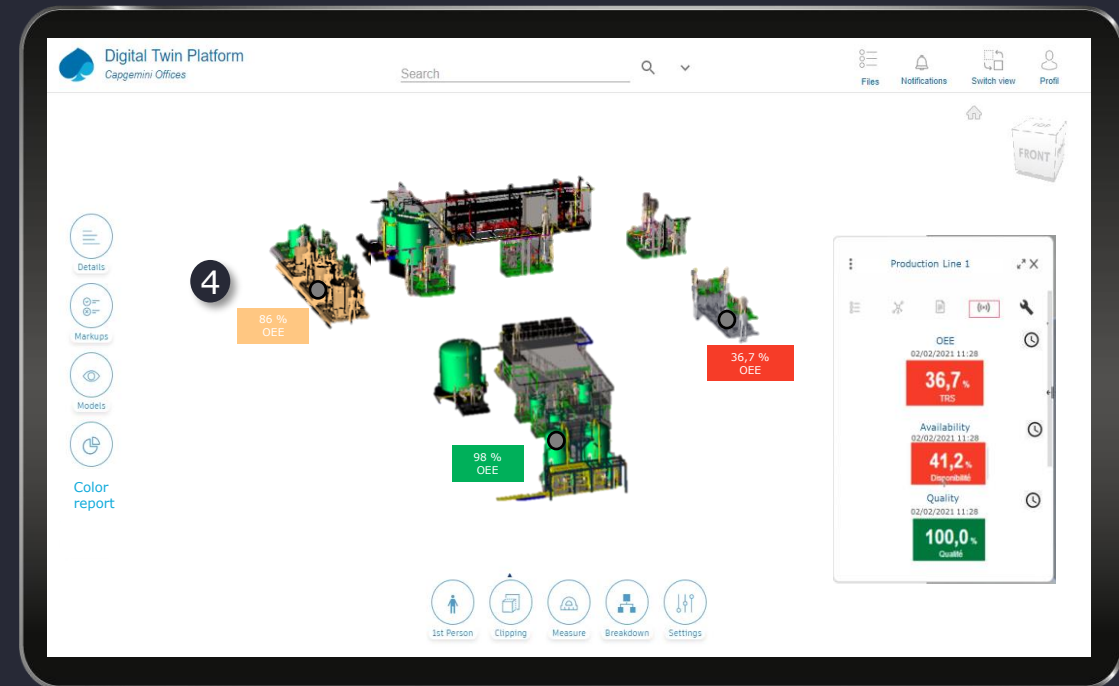 Digital Twin Platform
Capgemini Offices
Search
Files
Notifications
Switch view
Profil
FRONT
Details
Markups
Models
Color
report
4
86 %
OEE
98 %
OEE
36,7 %
OEE
Production Line 1
OEE
02/02/2021 11:28
36,7 %
TRS
Availability
02/02/2021 11:28
41,2 %
Disponibilité
Quality
02/02/2021 11:28
100,0 %
Qualité
1st Person
Clipping
Measure
Breakdown
Settings